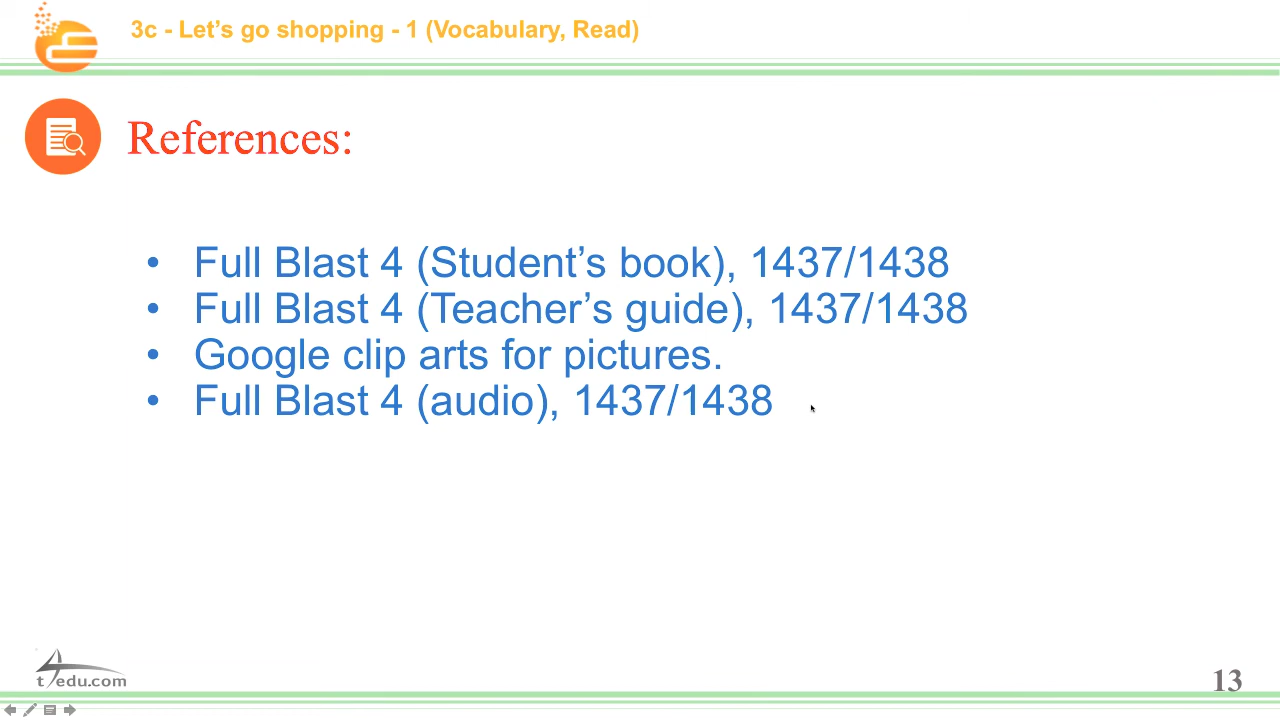 3c - Let’s go shopping - 1 (Vocabulary, Read)
References:
• Full Blast 4 (Student’s book), 1437/1438
• Full Blast 4 (Teacher’s guide), 1437/1438
• Google clip arts for pictures.
• Full Blast 4 (audio), 1437/1438
t4edu.com
13